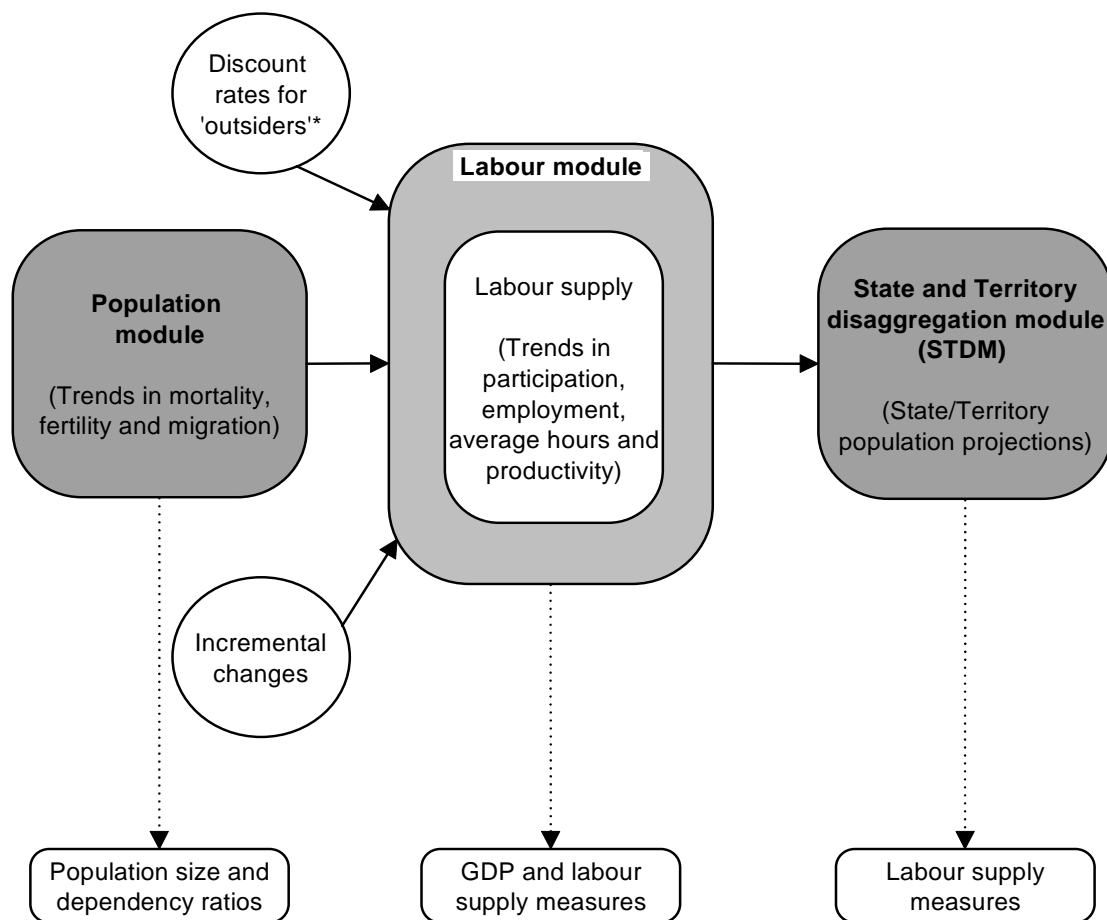 Discount
rates for
'outsiders'*
Labour module
Population
module
(Trends in mortality,
fertility and migration)
Labour supply
(Trends in
participation,
employment,
average hours and
productivity)
State and Territory
disaggregation module
(STDM)
(State/Territory
population projections)
Incremental
changes
Population size and
dependency ratios
GDP and labour
supply measures
Labour supply
measures